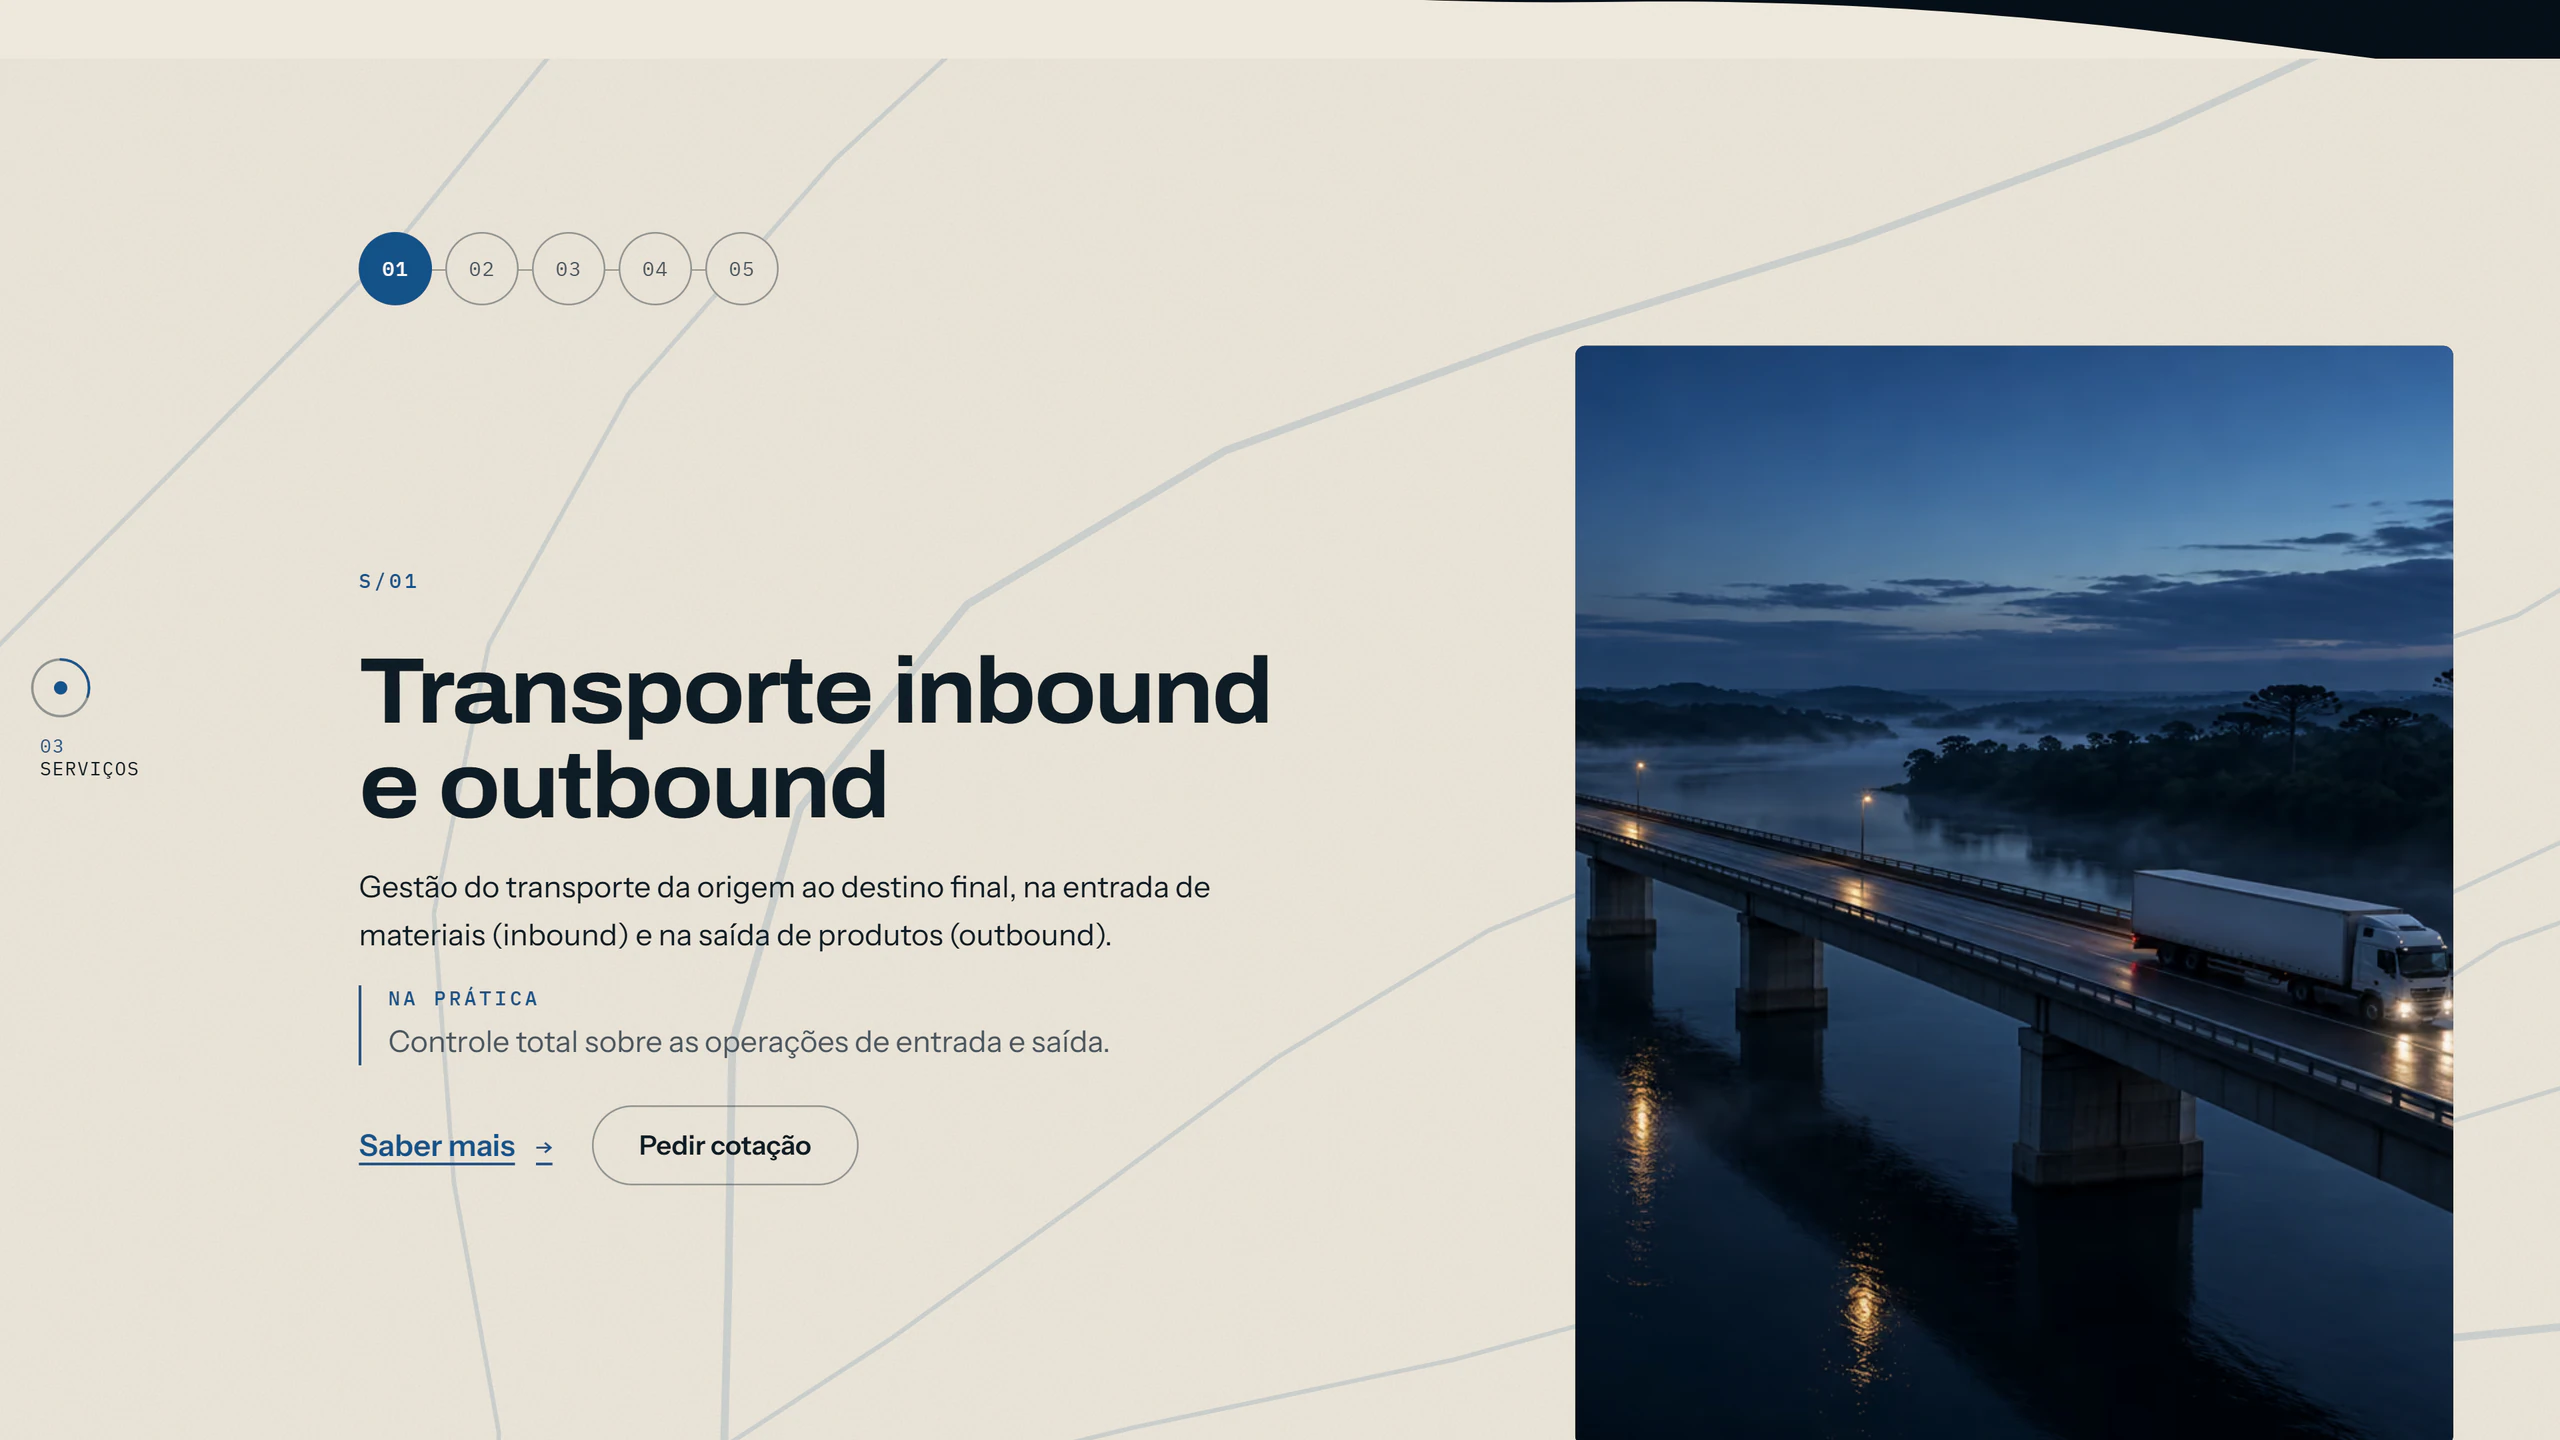 01 02 03 04 05
S/01
Transporte inbound
e outbound
03
SERVIÇOS
Gestão do transporte da origem ao destino final, na entrada de
materiais (inbound) e na saída de produtos (outbound).
NA PRÁTICA
Controle total sobre as operações de entrada e saída.
Saber mais →
Pedir cotação